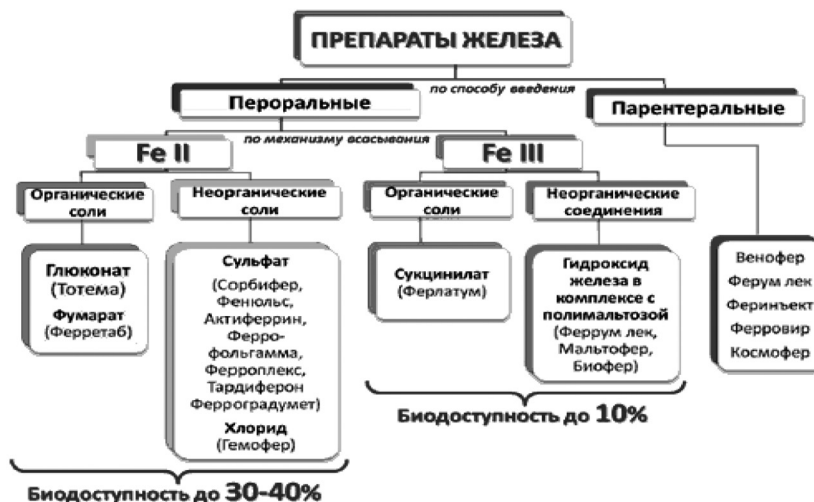 ПРЕПАРАТЫ ЖЕЛЕЗА
по способу введения
Пероральные
Парентеральные
по механизму всасывания
Fe II
Fe III
Органические
соли
Неорганические
соли
Органические
соли
Неорганические
соединения
Глюконат
(Тотема)
Фумарат
(Ферретаб)
Сульфат
(Сорбифер,
Фенюльс,
Актиферрин,
Ферро-
фольгамма,
Ферроплекс,
Тардиферон
Ферроградумет)
Хлорид
(Гемофер)
Сукцинилат
(Ферлатум)
Гидроксид
железа в
комплексе с
полимальтозой
(Феррум лек,
Мальтофер,
Биофер)
Венофер
Ферум лек
Феринъект
Ферровир
Космофер
Биодоступность до 10%
Биодоступность до 30-40%